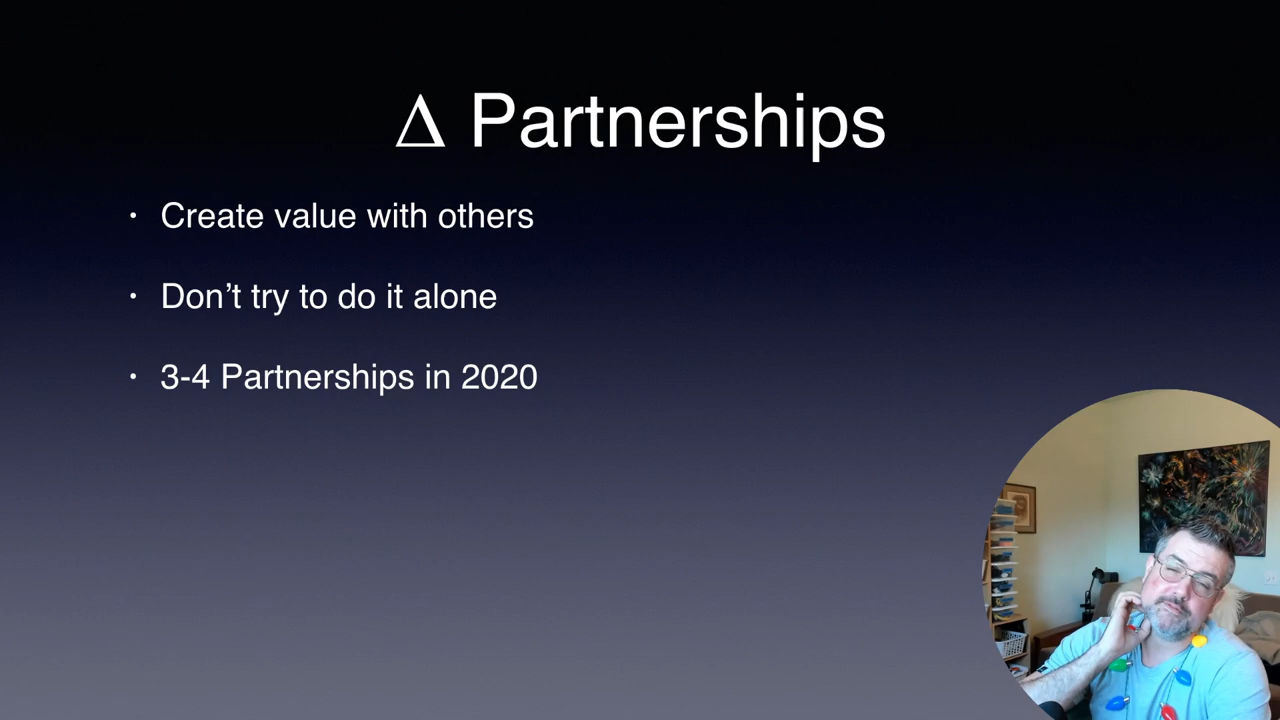 Δ Partnerships
• Create value with others
• Don’t try to do it alone
• 3-4 Partnerships in 2020